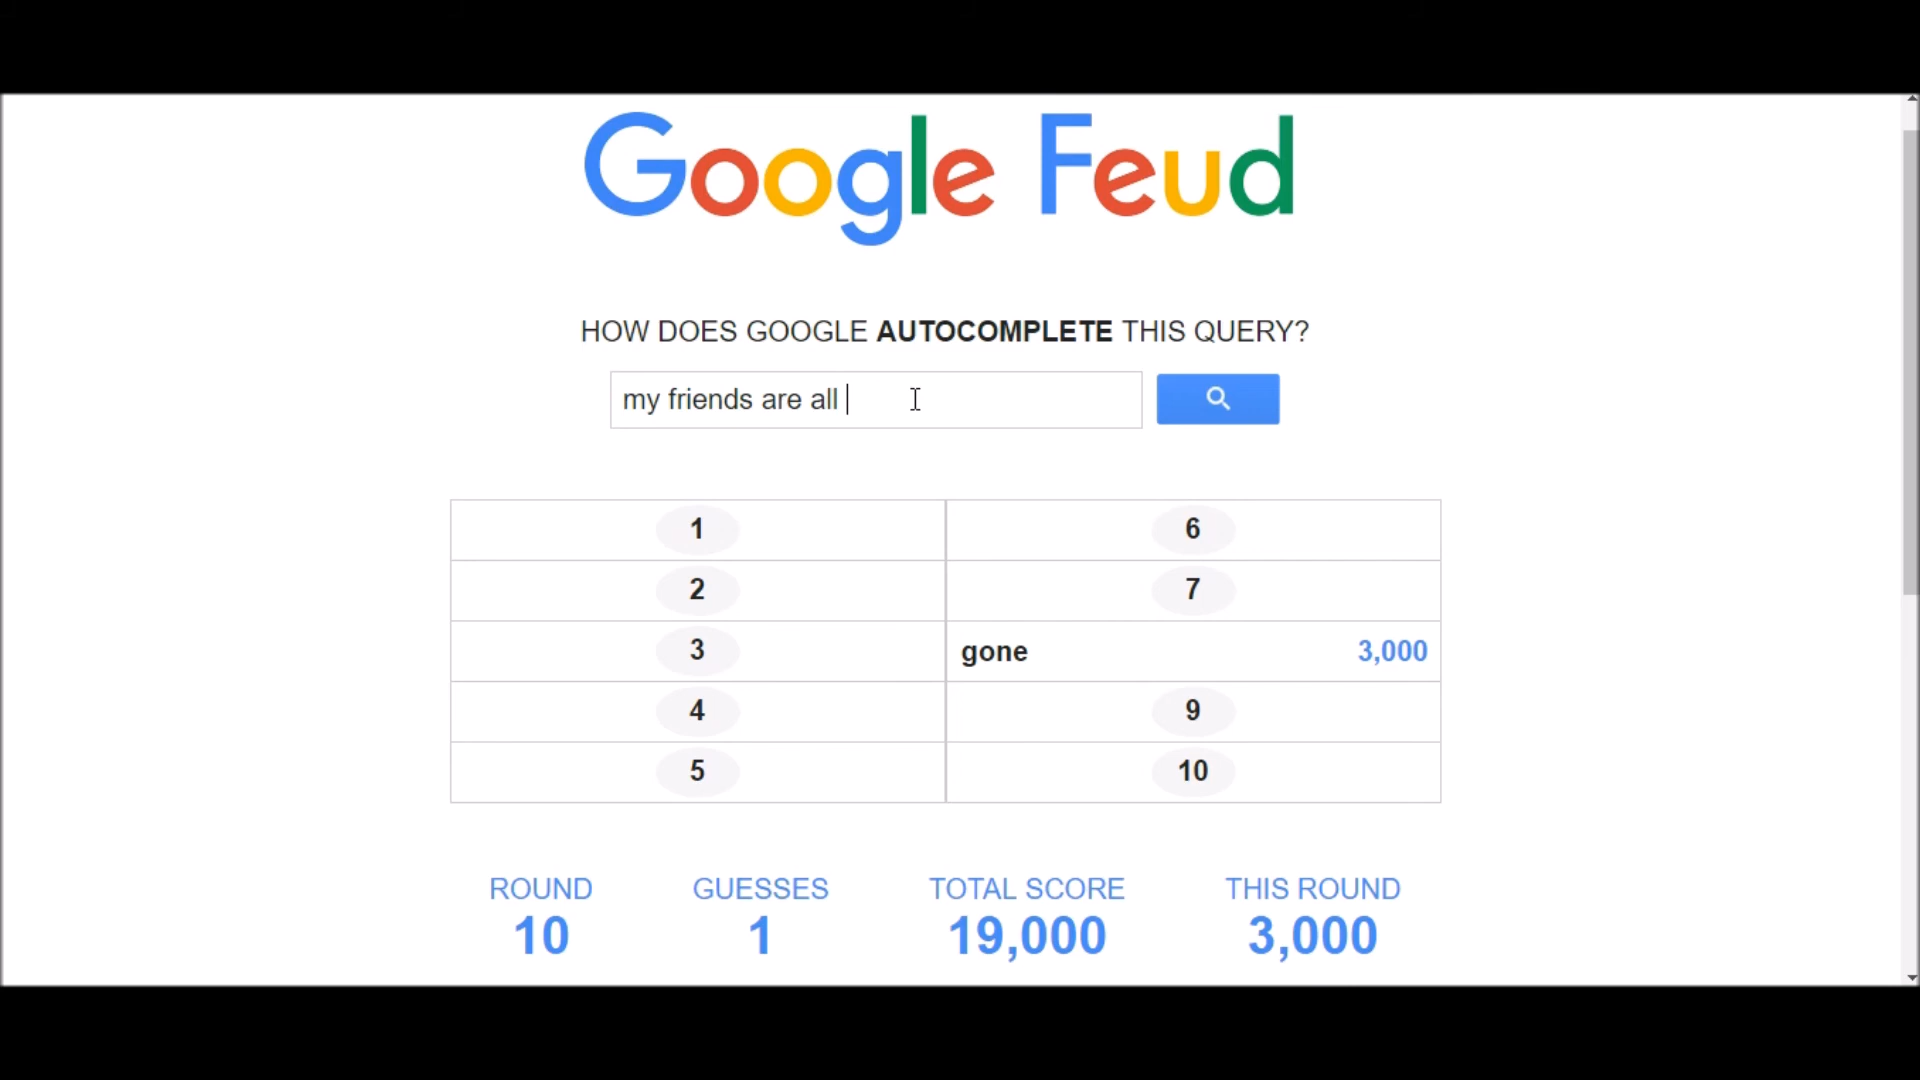 Google Feud
HOW DOES GOOGLE AUTOCOMPLETE THIS QUERY?
my friends are all
1
6
2
7
3
gone 3,000
4
9
5
10
ROUND GUESSES TOTAL SCORE THIS ROUND
10 1 19,000 3,000